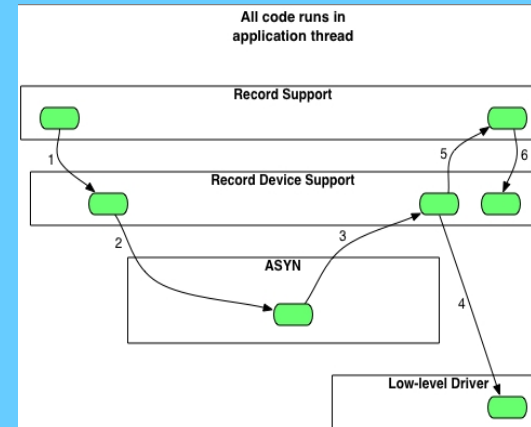 All code runs in
application thread
Record Support
1
5
6
Record Device Support
2
3
ASYN
4
Low-level Driver